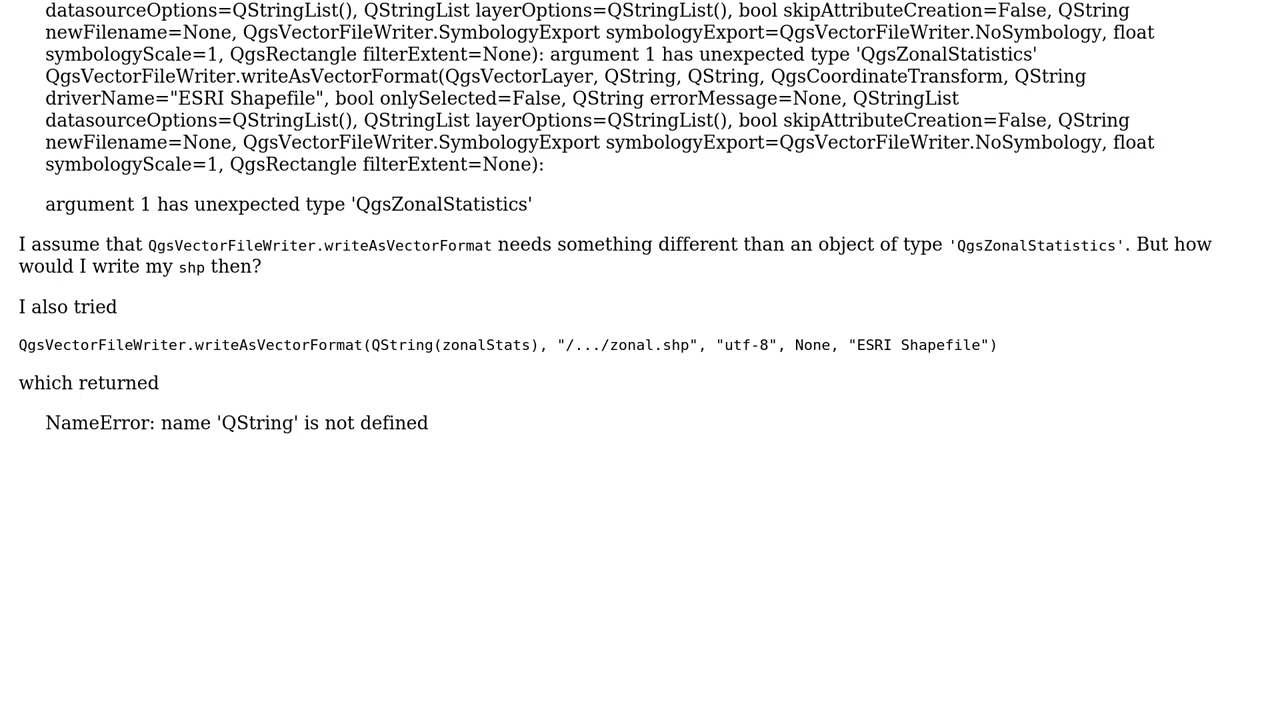 datasourceOptions=QStringList(), QStringList layerOptions=QStringList(), bool skipAttributeCreation=False, QString
newFilename=None, QgsVectorFileWriter.SymbologyExport symbologyExport=QgsVectorFileWriter.NoSymbology, float
symbologyScale=1, QgsRectangle filterExtent=None): argument 1 has unexpected type 'QgsZonalStatistics'
QgsVectorFileWriter.writeAsVectorFormat(QgsVectorLayer, QString, QString, QgsCoordinateTransform, QString
driverName="ESRI Shapefile", bool onlySelected=False, QString errorMessage=None, QStringList
datasourceOptions=QStringList(), QStringList layerOptions=QStringList(), bool skipAttributeCreation=False, QString
newFilename=None, QgsVectorFileWriter.SymbologyExport symbologyExport=QgsVectorFileWriter.NoSymbology, float
symbologyScale=1, QgsRectangle filterExtent=None):
argument 1 has unexpected type 'QgsZonalStatistics'
I assume that QgsVectorFileWriter.writeAsVectorFormat needs something different than an object of type 'QgsZonalStatistics'. But how
would I write my shp then?
I also tried
QgsVectorFileWriter.writeAsVectorFormat(QString(zonalStats), "/.../zonal.shp", "utf-8", None, "ESRI Shapefile")
which returned
NameError: name 'QString' is not defined